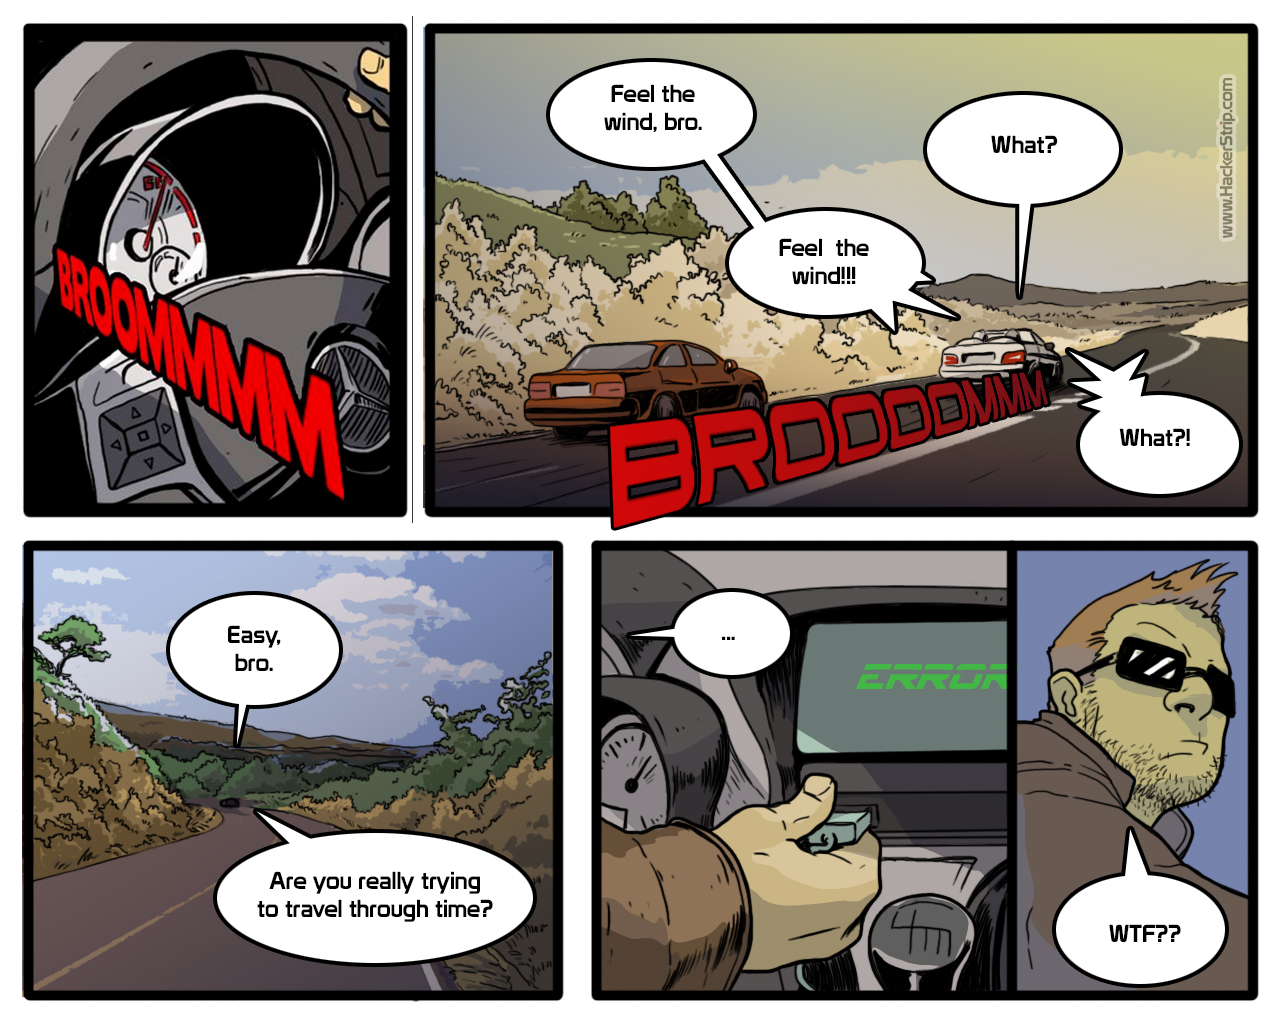 BROOMMMM
Feel the
wind, bro.
Feel the
wind!!!
What?
What?!
BROOOOOMMM
www.HackerStrip.com
Easy,
bro.
Are you really trying
to travel through time?
...
ERROR
WTF??